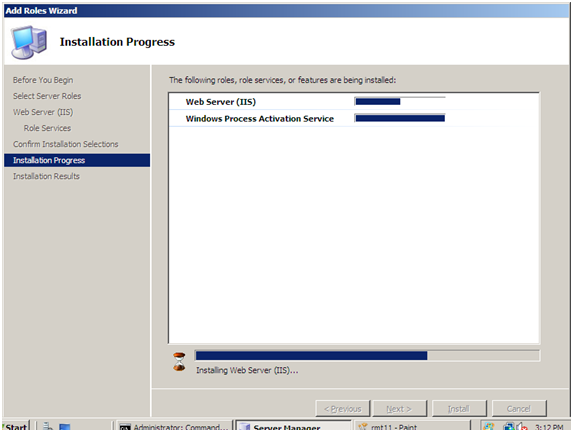 Add Roles Wizard
Installation Progress
Before You Begin
Select Server Roles
Web Server (IIS)
Role Services
Confirm Installation Selections
Installation Progress
Installation Results
The following roles, role services, or features are being installed:
Web Server (IIS)
Windows Process Activation Service
Installing Web Server (IIS)...
< Previous
Next >
Install
Cancel
Start
Administrator: Command...
Server Manager
rmt11 - Paint
3:12 PM